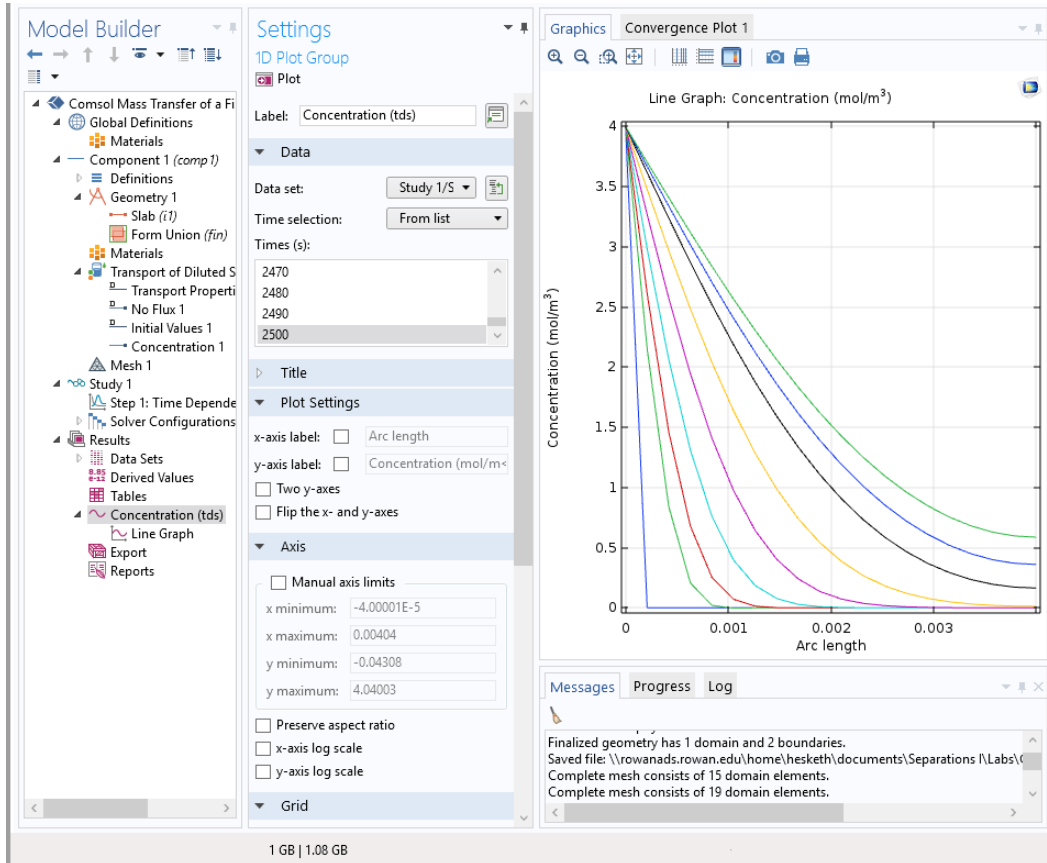 Model Builder
Comsol Mass Transfer of a Fi
Global Definitions
Materials
Component 1 (comp1)
Definitions
Geometry 1
Slab (i1)
Form Union (fin)
Materials
Transport of Diluted S
Transport Properti
No Flux 1
Initial Values 1
Concentration 1
Mesh 1
Study 1
Step 1: Time Depende
Solver Configurations
Results
Data Sets
8.85
e-12
Derived Values
Tables
Concentration (tds)
Line Graph
Export
Reports
Settings
1D Plot Group
Plot
Label: Concentration (tds)
Data
Data set: Study 1/S
Time selection: From list
Times (s):
2470
2480
2490
2500
Title
Plot Settings
x-axis label: Arc length
y-axis label: Concentration (mol/m<
Two y-axes
Flip the x- and y-axes
Axis
Manual axis limits
x minimum: -4.00001E-5
x maximum: 0.00404
y minimum: -0.04308
y maximum: 4.04003
Preserve aspect ratio
x-axis log scale
y-axis log scale
Grid
Graphics Convergence Plot 1
Line Graph: Concentration (mol/m³)
Concentration (mol/m³)
4
3.5
3
2.5
2
1.5
1
0.5
0
0 0.001 0.002 0.003
Arc length
Messages Progress Log
Finalized geometry has 1 domain and 2 boundaries.
Saved file: \\rowanads.rowan.edu\home\hesketh\documents\Separations I\Labs\
Complete mesh consists of 15 domain elements.
Complete mesh consists of 19 domain elements.
1 GB | 1.08 GB